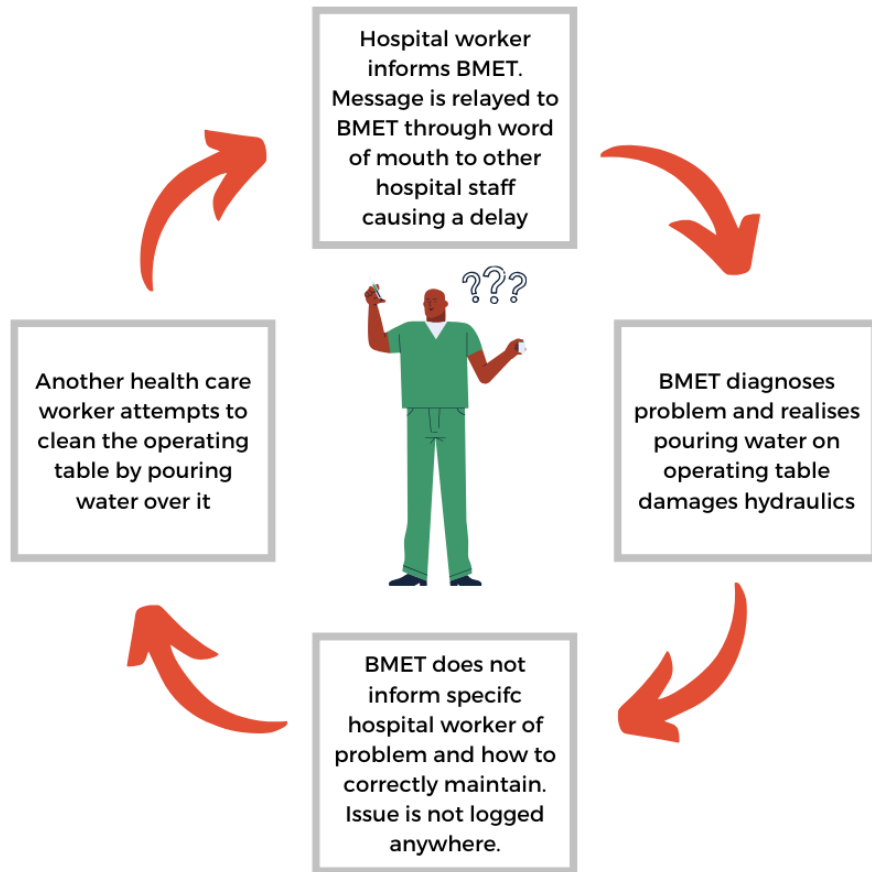 Hospital worker
informs BMET.
Message is relayed to
BMET through word
of mouth to other
hospital staff
causing a delay
???
BMET diagnoses
problem and realises
pouring water on
operating table
damages hydraulics
BMET does not
inform specifc
hospital worker of
problem and how to
correctly maintain.
Issue is not logged
anywhere.
Another health care
worker attempts to
clean the operating
table by pouring
water over it